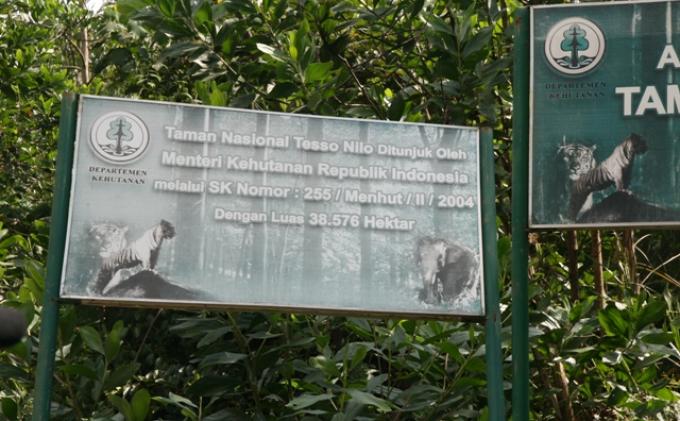 DEPARTEMEN
KEHUTANAN
Taman Nasional Tesso Nilo Ditunjuk Oleh
Menteri Kehutanan Republik Indonesia
melalui SK Nomor : 255 / Menhut / II / 2004
Dengan Luas 38.576 Hektar
DEPARTEMEN
KEHUTANAN
A
TAM